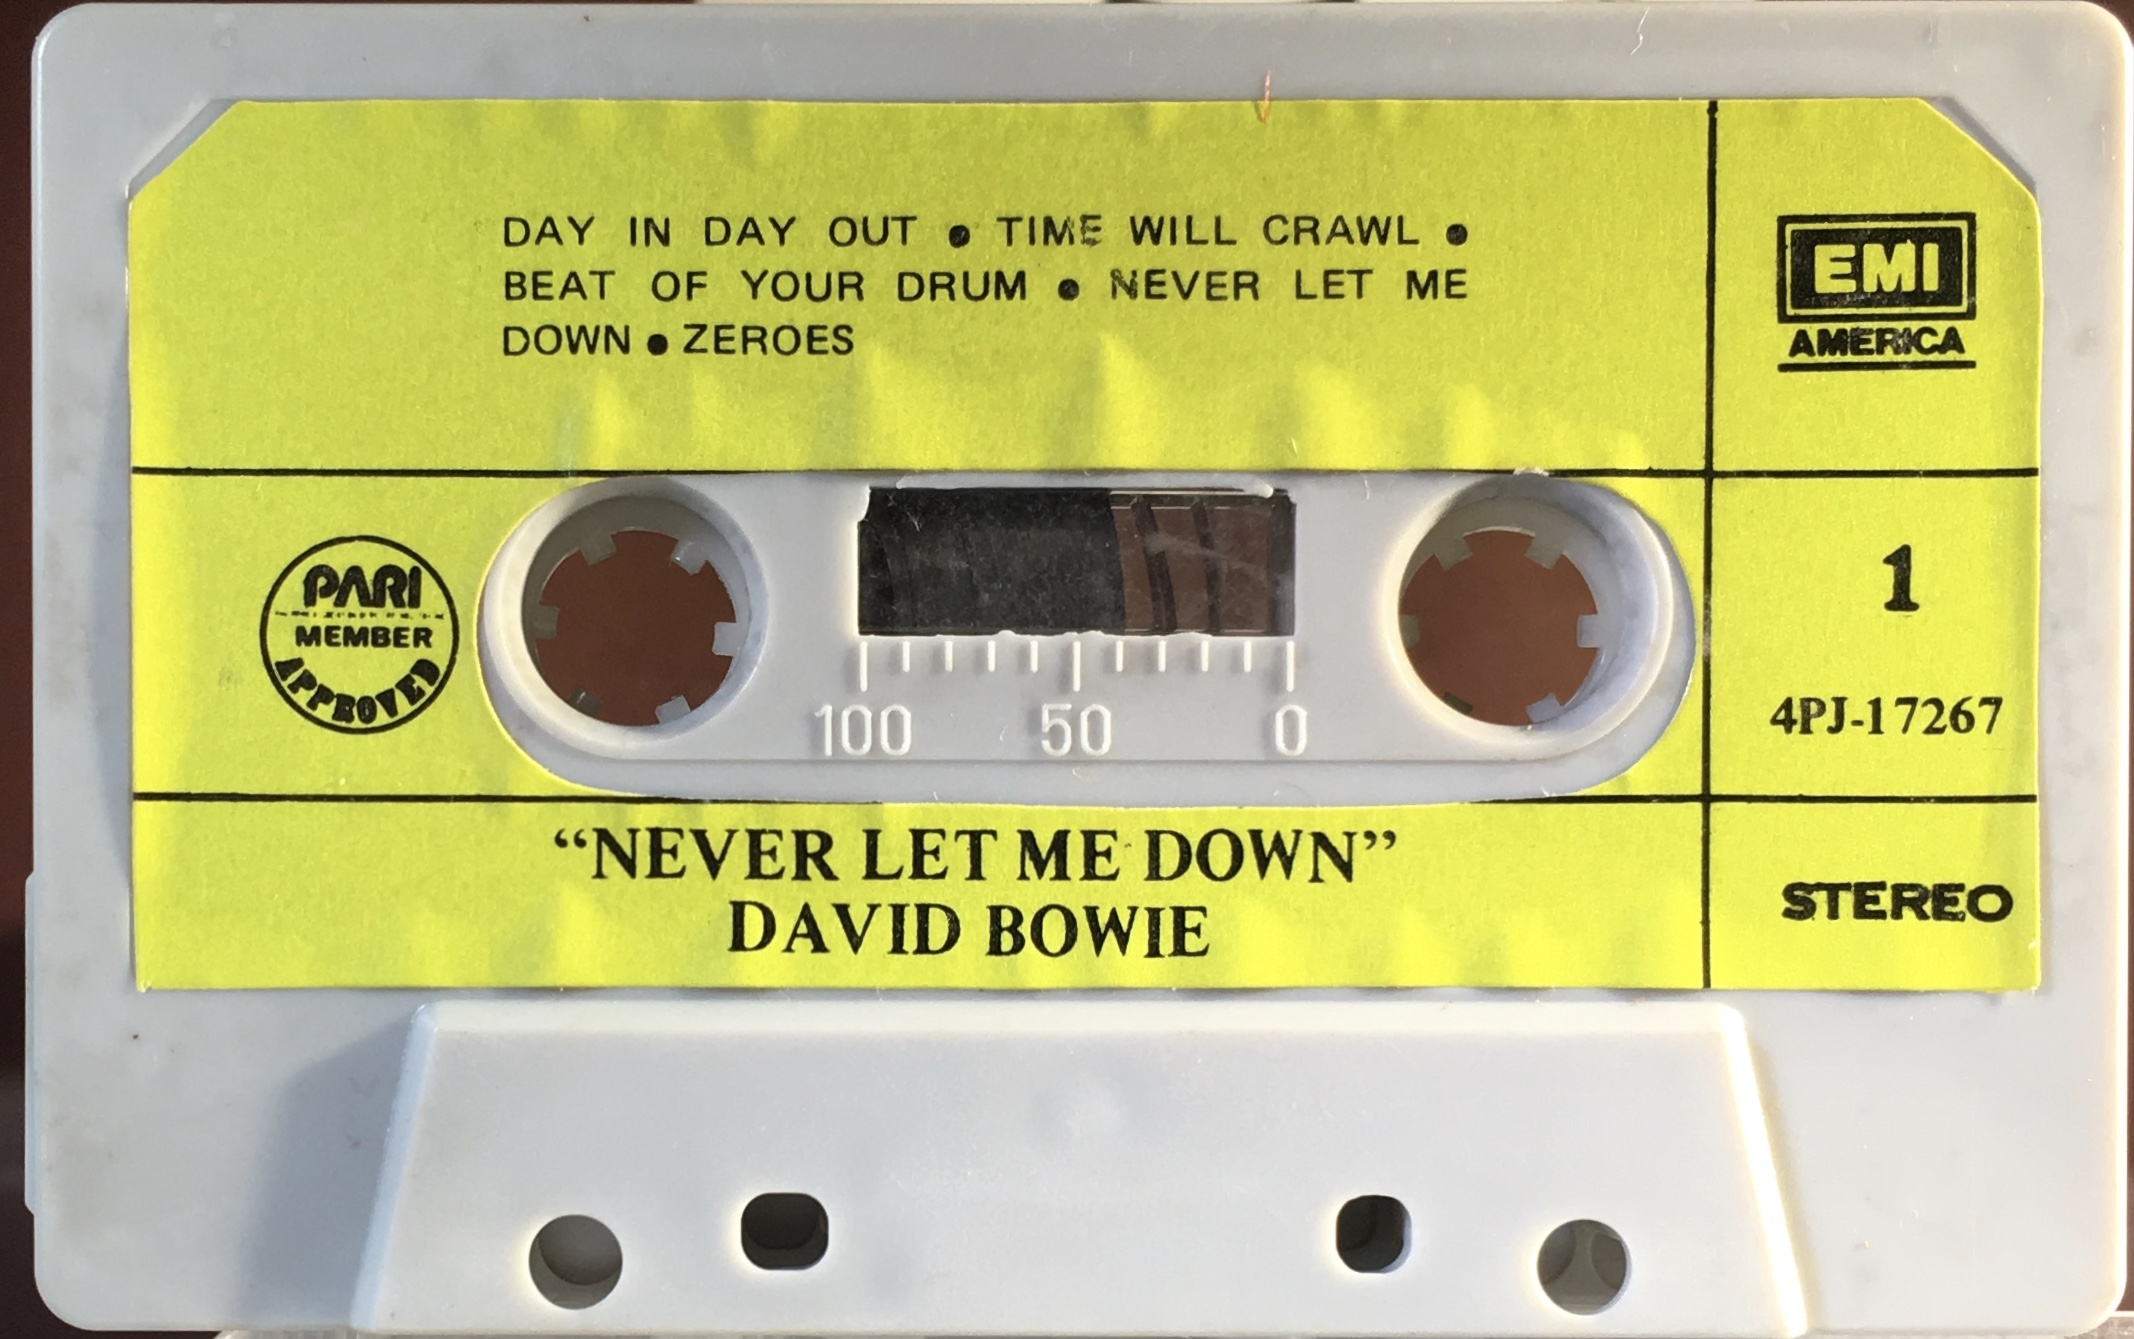 DAY IN DAY OUT ● TIME WILL CRAWL ●
BEAT OF YOUR DRUM ● NEVER LET ME
DOWN ● ZEROES
EMI
AMERICA
PARI
MEMBER
APPROVED
100 50 0
1
4PJ-17267
“NEVER LET ME DOWN”
DAVID BOWIE
STEREO